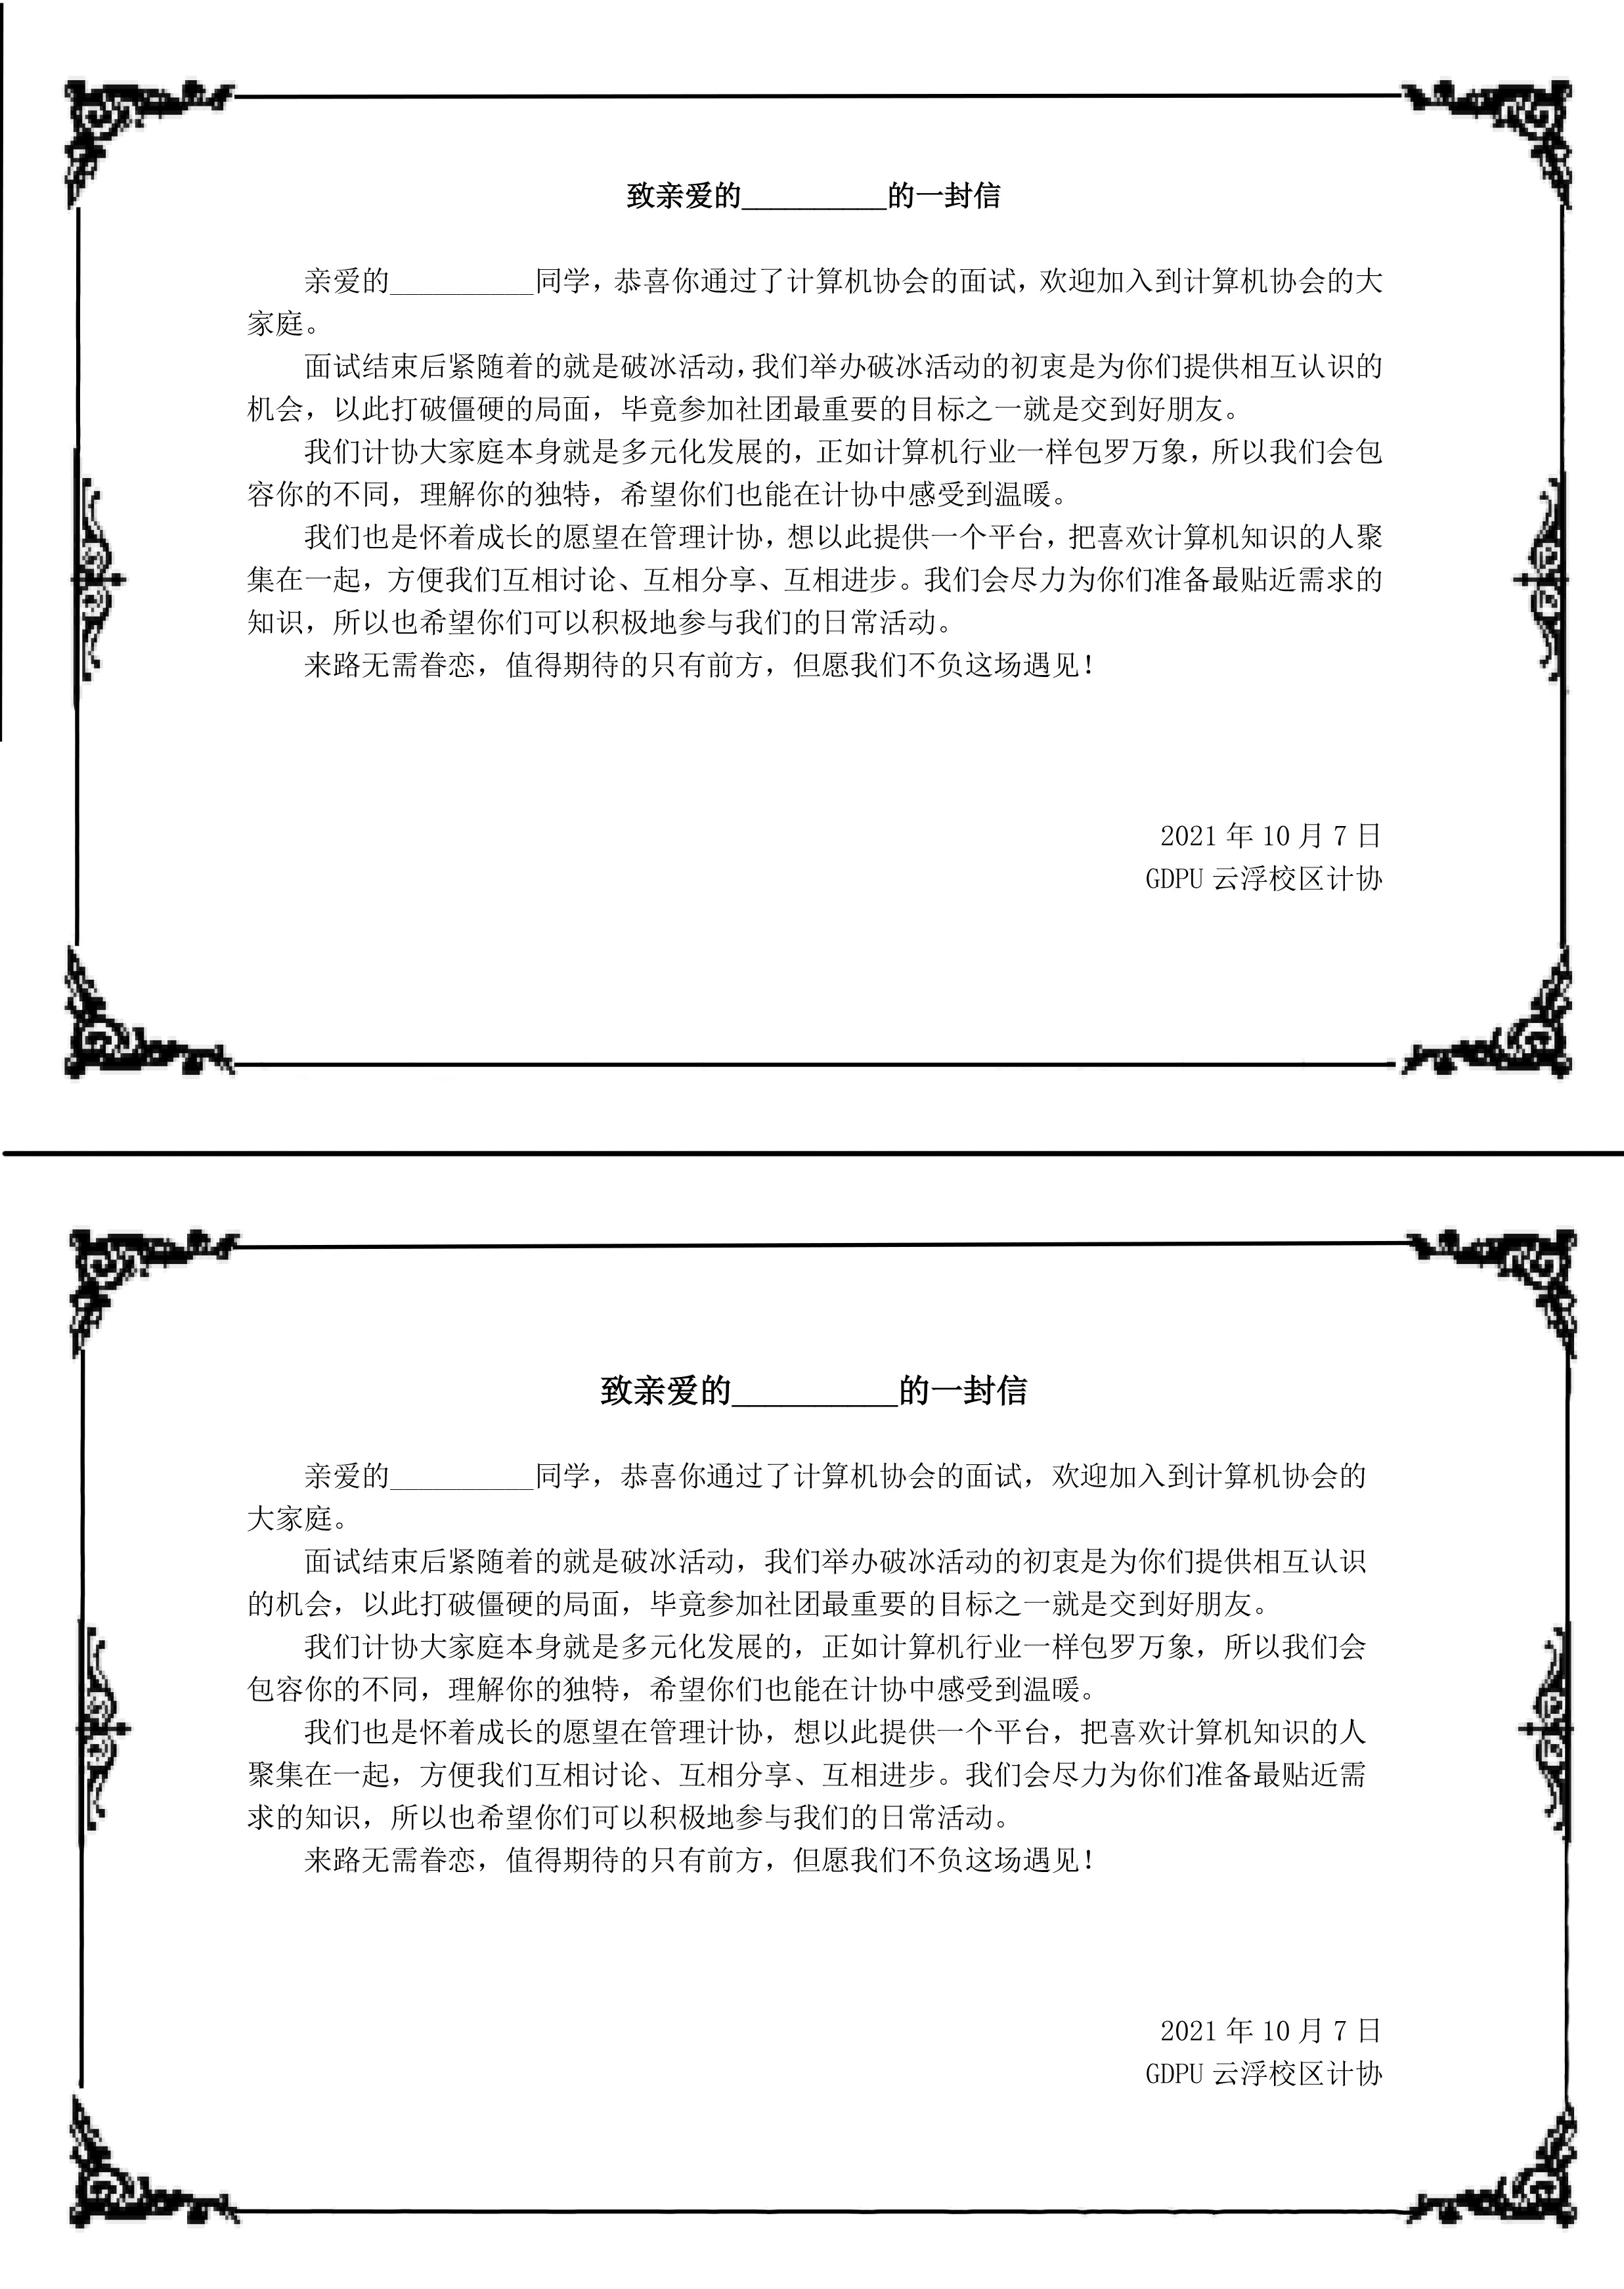 致亲爱的__________的一封信
亲爱的__________同学，恭喜你通过了计算机协会的面试，欢迎加入到计算机协会的大
家庭。
面试结束后紧随着的就是破冰活动，我们举办破冰活动的初衷是为你们提供相互认识的
机会，以此打破僵硬的局面，毕竟参加社团最重要的目标之一就是交到好朋友。
我们计协大家庭本身就是多元化发展的，正如计算机行业一样包罗万象，所以我们会包
容你的不同，理解你的独特，希望你们也能在计协中感受到温暖。
我们也是怀着成长的愿望在管理计协，想以此提供一个平台，把喜欢计算机知识的人聚
集在一起，方便我们互相讨论、互相分享、互相进步。我们会尽力为你们准备最贴近需求的
知识，所以也希望你们可以积极地参与我们的日常活动。
来路无需眷恋，值得期待的只有前方，但愿我们不负这场遇见！
2021 年 10 月 7 日
GDPU 云浮校区计协
致亲爱的__________的一封信
亲爱的__________同学，恭喜你通过了计算机协会的面试，欢迎加入到计算机协会的
大家庭。
面试结束后紧随着的就是破冰活动，我们举办破冰活动的初衷是为你们提供相互认识
的机会，以此打破僵硬的局面，毕竟参加社团最重要的目标之一就是交到好朋友。
我们计协大家庭本身就是多元化发展的，正如计算机行业一样包罗万象，所以我们会
包容你的不同，理解你的独特，希望你们也能在计协中感受到温暖。
我们也是怀着成长的愿望在管理计协，想以此提供一个平台，把喜欢计算机知识的人
聚集在一起，方便我们互相讨论、互相分享、互相进步。我们会尽力为你们准备最贴近需
求的知识，所以也希望你们可以积极地参与我们的日常活动。
来路无需眷恋，值得期待的只有前方，但愿我们不负这场遇见！
2021 年 10 月 7 日
GDPU 云浮校区计协